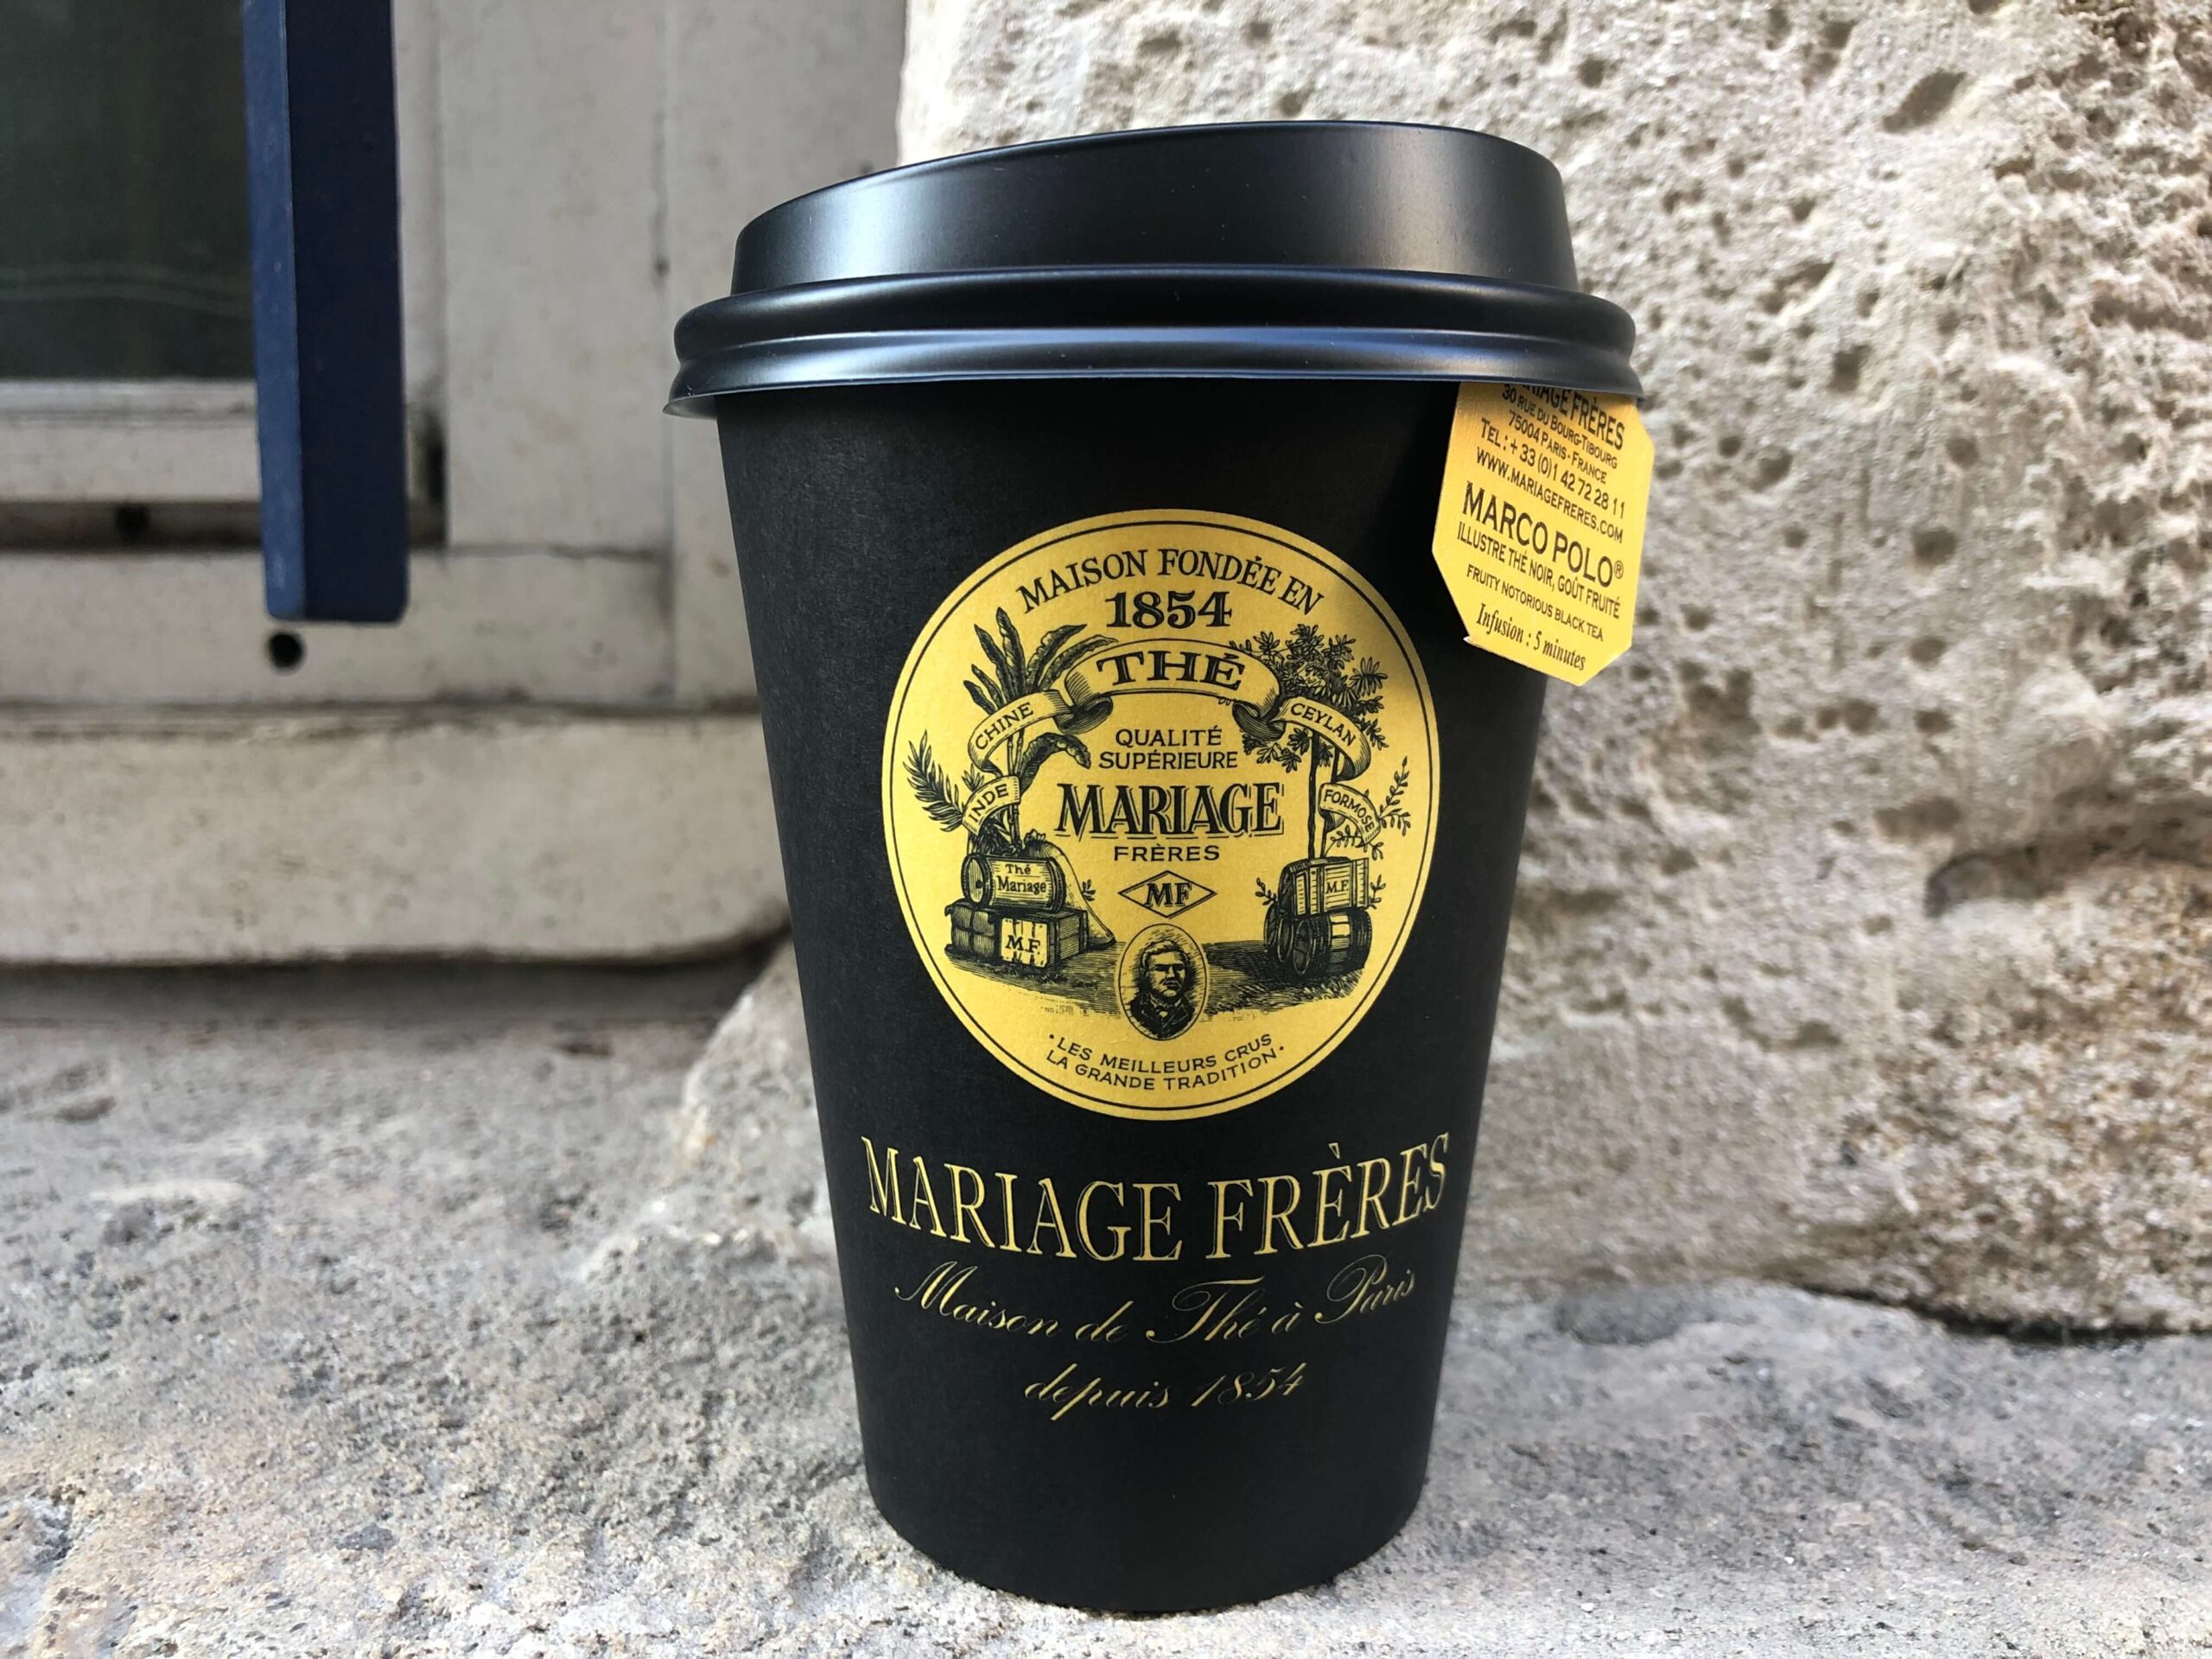 MAISON FONDÉE EN
1854
THÉ
CHINE
CEYLAN
INDE
FORMOSE
QUALITÉ
SUPÉRIEURE
MARIAGE
FRÈRES
MF
Thé
Mariage
M.F.
M.F.
• LES MEILLEURS CRUS
LA GRANDE TRADITION •
MARIAGE FRÈRES
Maison de Thé à Paris
depuis 1854
FRÈRES
30 RUE DU BOURG-TIBOURG
75004 PARIS • FRANCE
TEL : + 33 (0)1 42 72 28 11
WWW.MARIAGEFRERES.COM
MARCO POLO®
ILLUSTRE THÉ NOIR, GOÛT FRUITÉ
FRUITY NOTORIOUS BLACK TEA
Infusion : 5 minutes